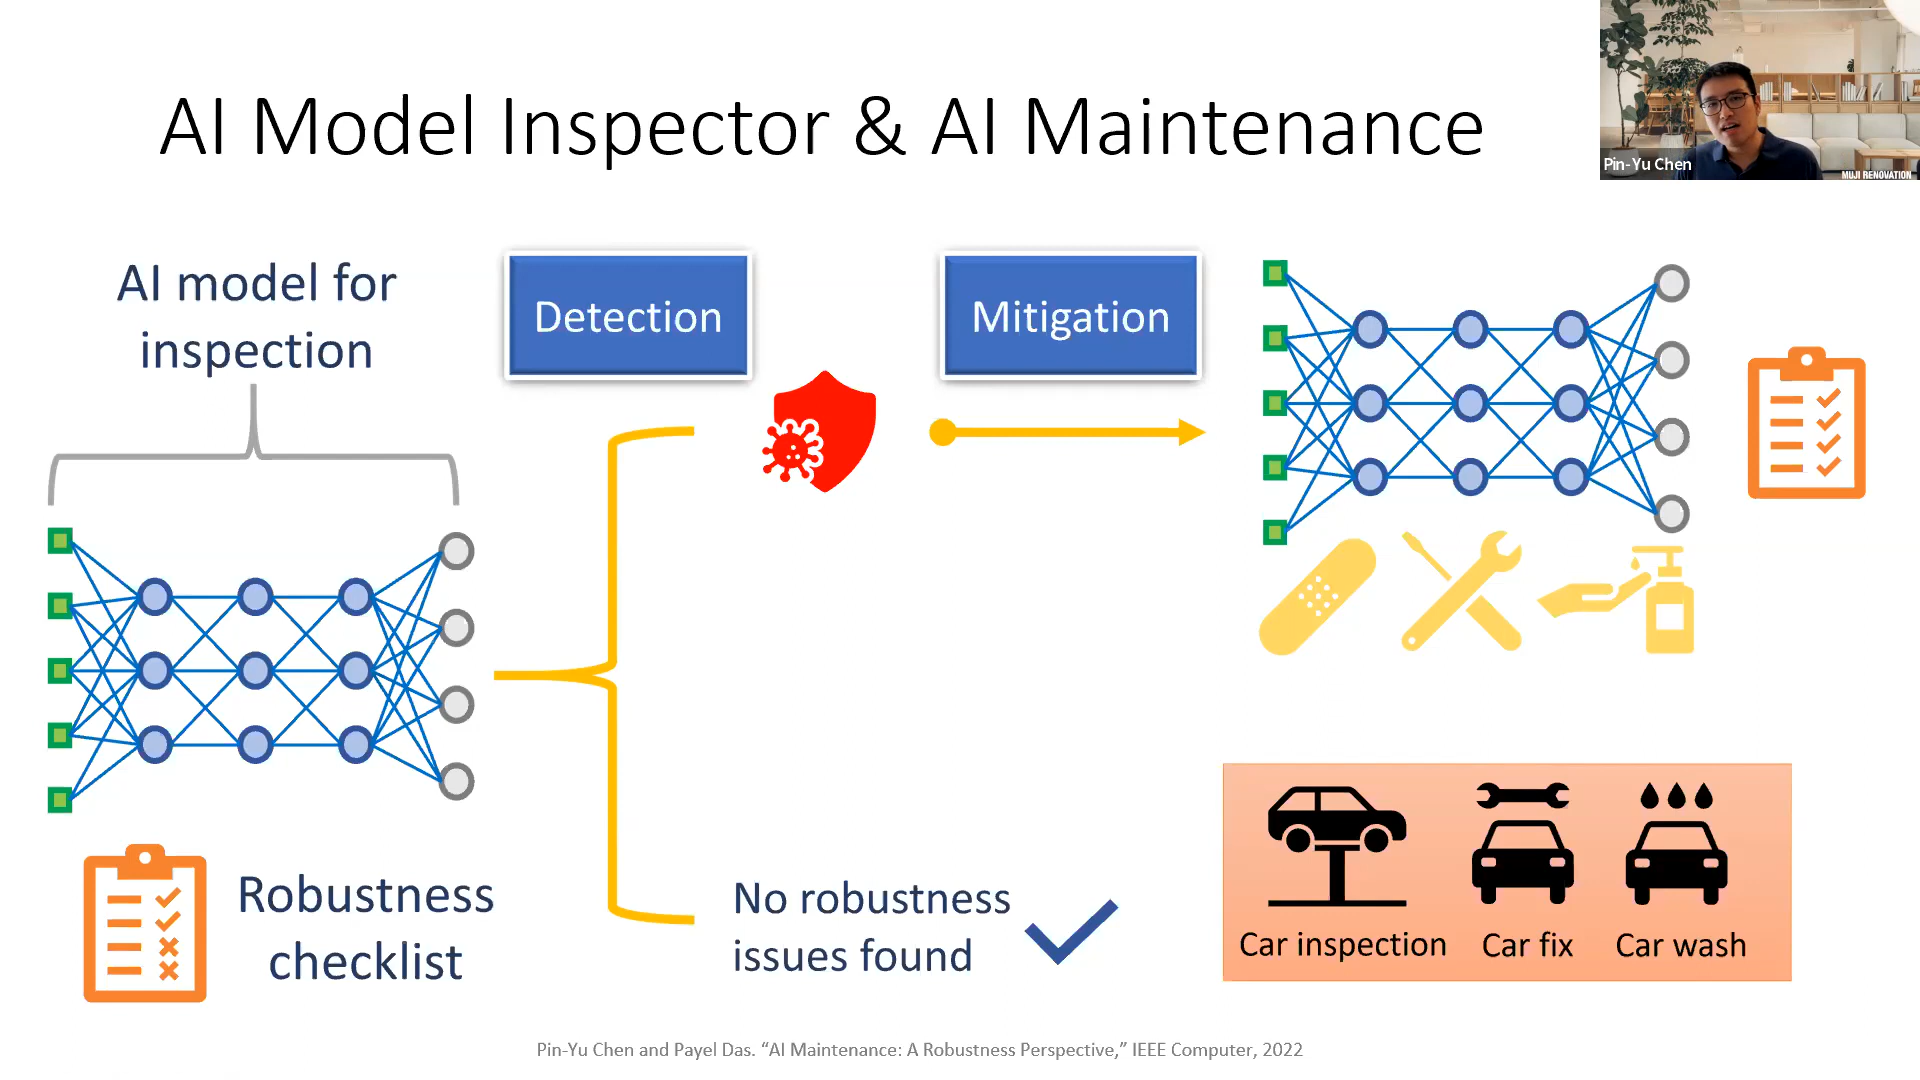 AI Model Inspector & AI Maintenance
Pin-Yu Chen
MUJI RENOVATION
AI model for
inspection
Detection
Mitigation
Robustness
checklist
No robustness
issues found
Car inspection
Car fix
Car wash
Pin-Yu Chen and Payel Das. “AI Maintenance: A Robustness Perspective,” IEEE Computer, 2022